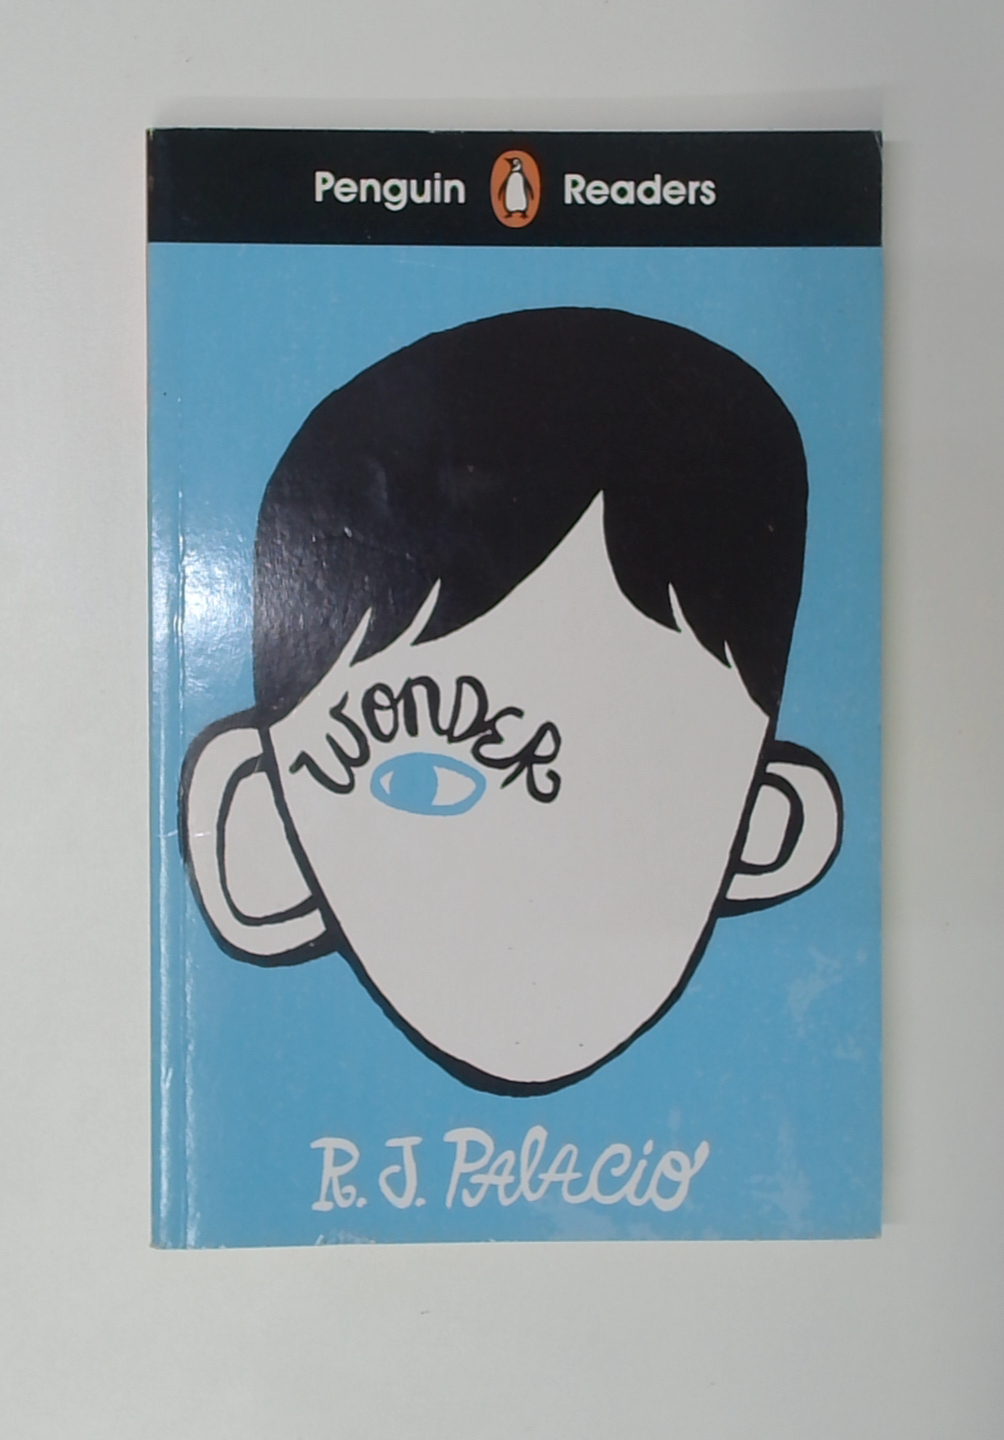 Penguin Readers
WONDER
R. J. PALACIO